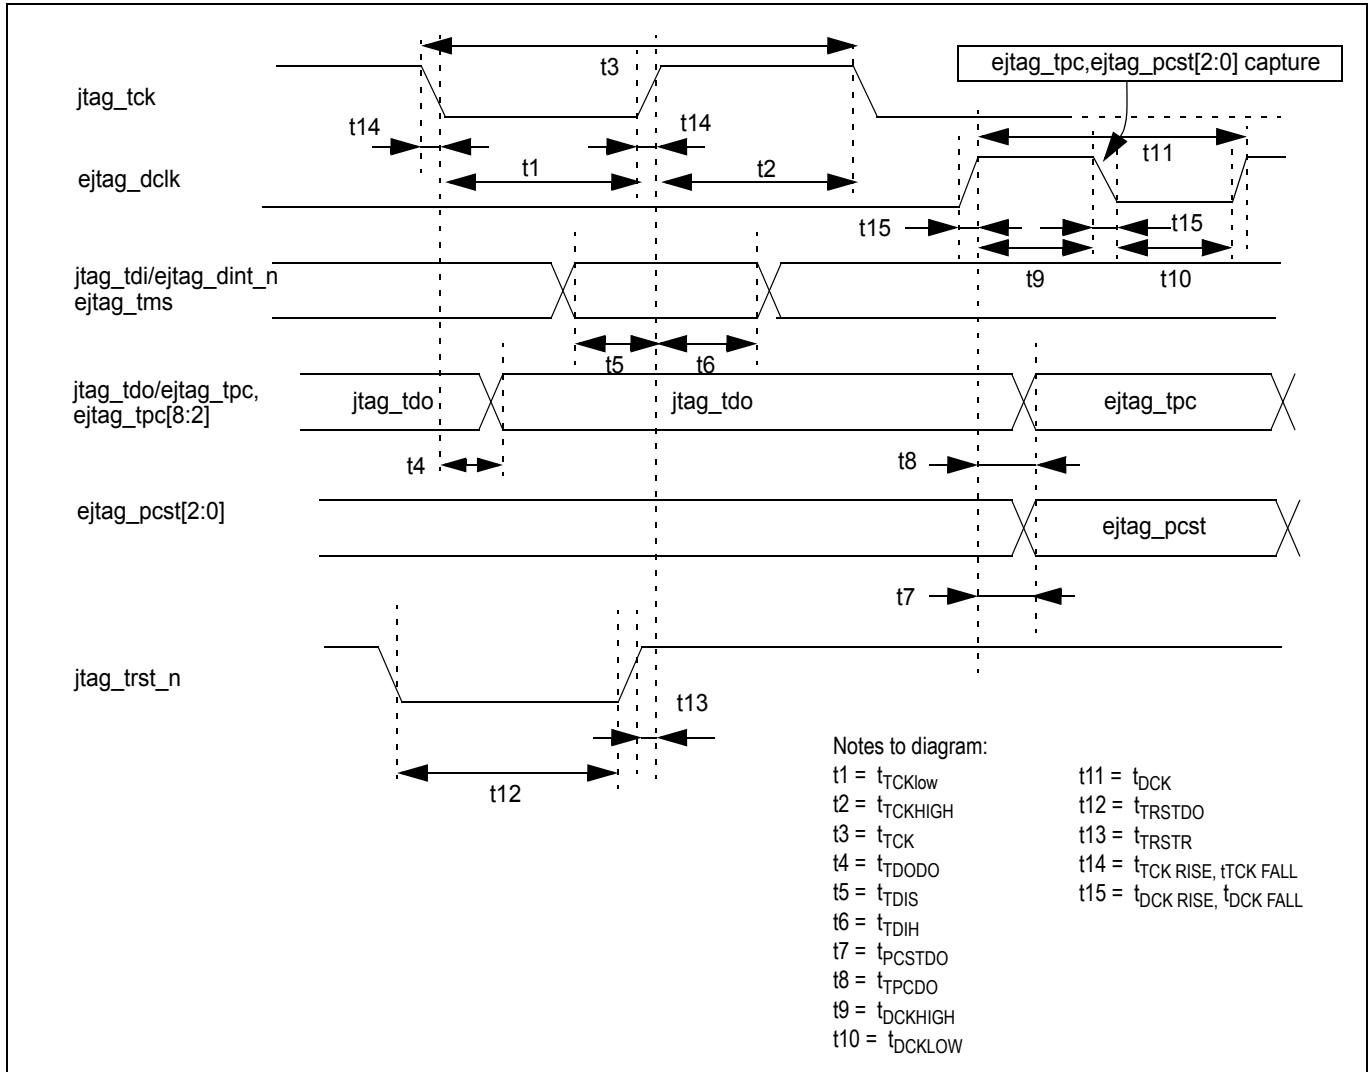 t3
ejtag_tpc,ejtag_pcst[2:0] capture
jtag_tck
t14
t14
t11
ejtag_dclk
t1
t2
t15
t15
jtag_tdi/ejtag_dint_n
ejtag_tms
t9
t10
t5
t6
jtag_tdo/ejtag_tpc,
ejtag_tpc[8:2]
jtag_tdo
jtag_tdo
ejtag_tpc
t4
t8
ejtag_pcst[2:0]
ejtag_pcst
t7
jtag_trst_n
t13
t12
Notes to diagram:
t1 = tTCKlow
t2 = tTCKHIGH
t3 = tTCK
t4 = tTDODO
t5 = tTDIS
t6 = tTDIH
t7 = tPCSTDO
t8 = tTPCDO
t9 = tDCKHIGH
t10 = tDCKLOW
t11 = tDCK
t12 = tTRSTDO
t13 = tTRSTR
t14 = tTCK RISE, tTCK FALL
t15 = tDCK RISE, tDCK FALL